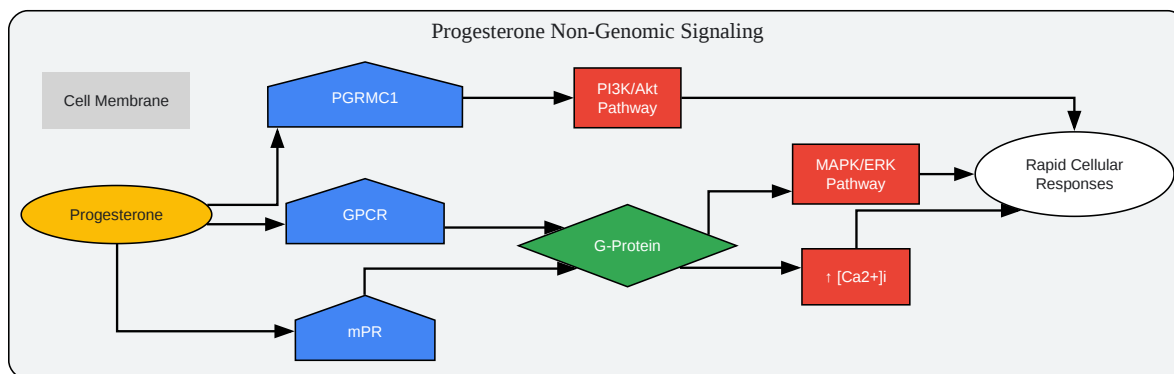 Progesterone Non-Genomic Signaling
Cell Membrane
PGRMC1
PI3K/Akt
Pathway
MAPK/ERK
Pathway
Rapid Cellular
Responses
Progesterone
GPCR
G-Protein
↑ [Ca2+]i
mPR